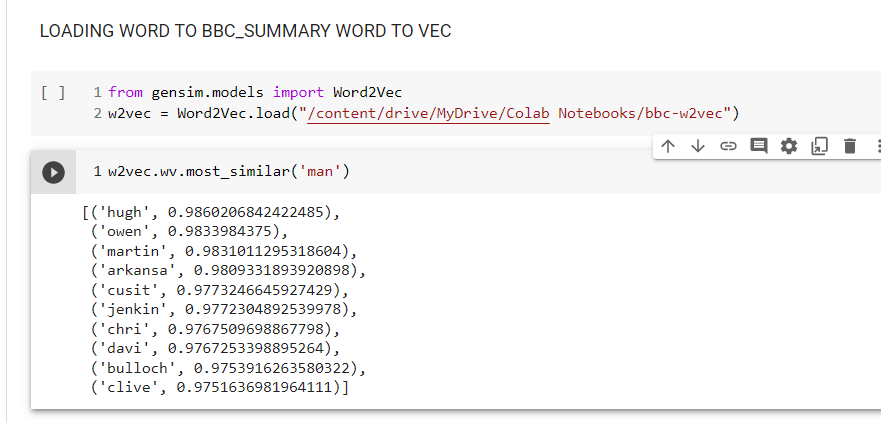 LOADING WORD TO BBC_SUMMARY WORD TO VEC
[ ] 1 from gensim.models import Word2Vec
2 w2vec = Word2Vec.load("/content/drive/MyDrive/Colab Notebooks/bbc-w2vec")
1 w2vec.wv.most_similar('man')
[('hugh', 0.9860206842422485),
('owen', 0.9833984375),
('martin', 0.9831011295318604),
('arkansa', 0.9809331893920898),
('cusit', 0.9773246645927429),
('jenkin', 0.9772304892539978),
('chri', 0.9767509698867798),
('davi', 0.9767253398895264),
('bulloch', 0.9753916263580322),
('clive', 0.9751636981964111)]